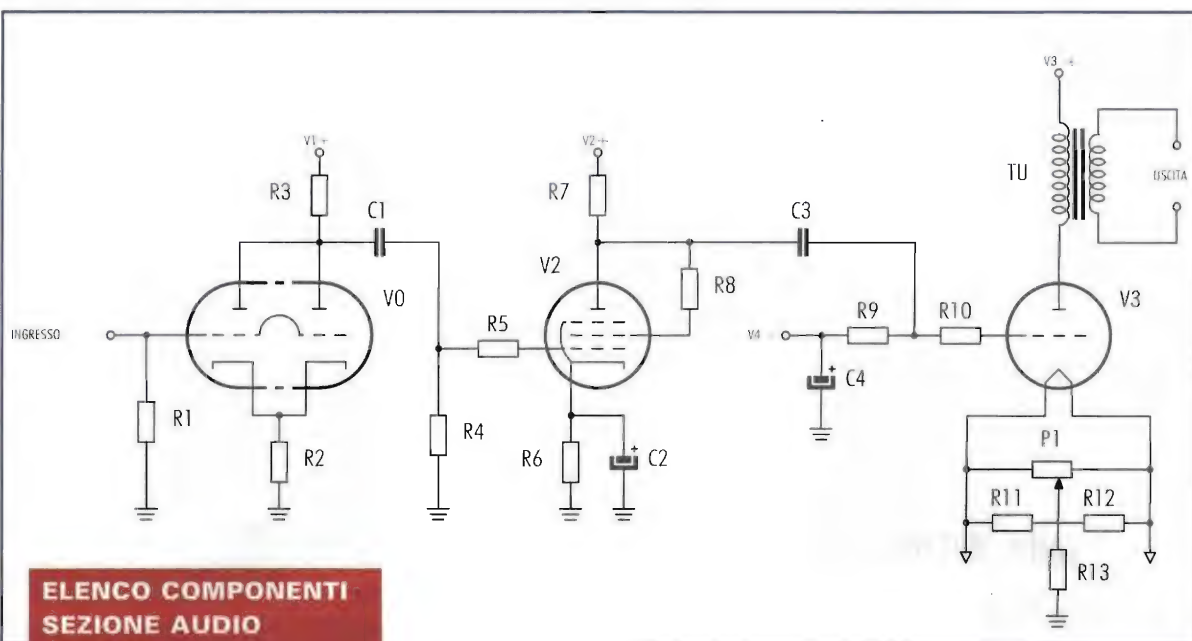 V3 +
V1 +
V2 +
TU
USCITA
R3
R7
C1
C3
V2
R8
V0
V3
R9
R10
INGRESSO
V4
C4
R5
R1
R4
P1
R2
R6
C2
R11
R12
R13
ELENCO COMPONENTI
SEZIONE AUDIO